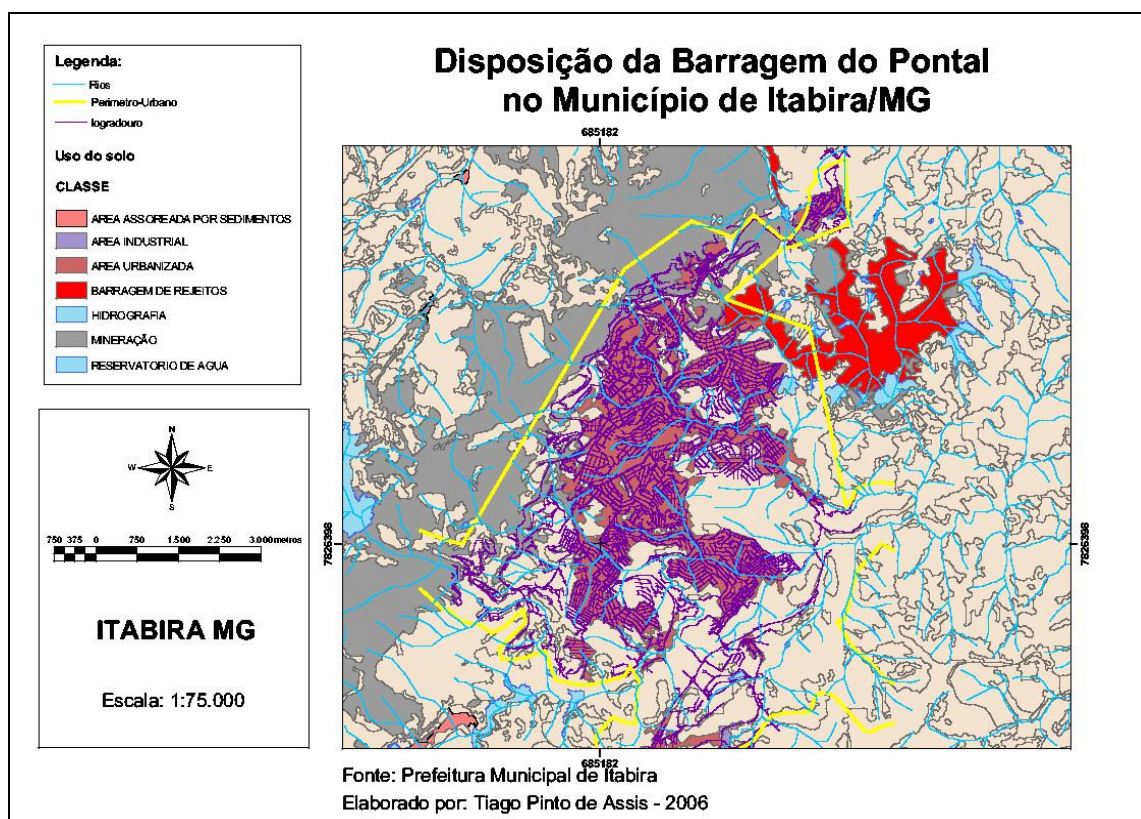 Legenda:
Rios
Perimetro-Urbano
logradouro
Uso do solo
CLASSE
AREA ASSOREADA POR SEDIMENTOS
AREA INDUSTRIAL
AREA URBANIZADA
BARRAGEM DE REJEITOS
HIDROGRAFIA
MINERAÇÃO
RESERVATORIO DE AGUA
Disposição da Barragem do Pontal
no Município de Itabira/MG
685182
7826398
7826398
685182
N
W E
S
750 375 0 750 1.500 2.250 3.000 metros
ITABIRA MG
Escala: 1:75.000
Fonte: Prefeitura Municipal de Itabira
Elaborado por: Tiago Pinto de Assis - 2006